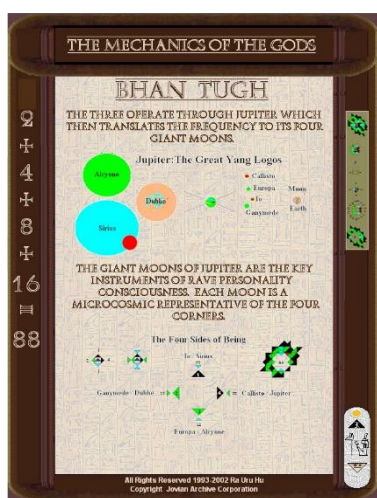 THE MECHANICS OF THE GODS
BHAN TUGH
THE THREE OPERATE THROUGH JUPITER WHICH
THEN TRANSLATES THE FREQUENCY TO ITS FOUR
GIANT MOONS.
Jupiter:The Great Yang Logos
Alcyone
Dubhe
Sirius
Callisto
Europa
Io
Ganymede
Moon
Earth
THE GIANT MOONS OF JUPITER ARE THE KEY
INSTRUMENTS OF RAVE PERSONALITY
CONSCIOUSNESS. EACH MOON IS A
MICROCOSMIC REPRESENTATIVE OF THE FOUR
CORNERS.
The Four Sides of Being
Io / Sirius
Ganymede / Dubhe
Callisto / Jupiter
Europa / Alcyone
2
+
4
+
8
+
16
=
88
All Rights Reserved 1993-2002 Ra Uru Hu
Copyright Jovian Archive Corporation